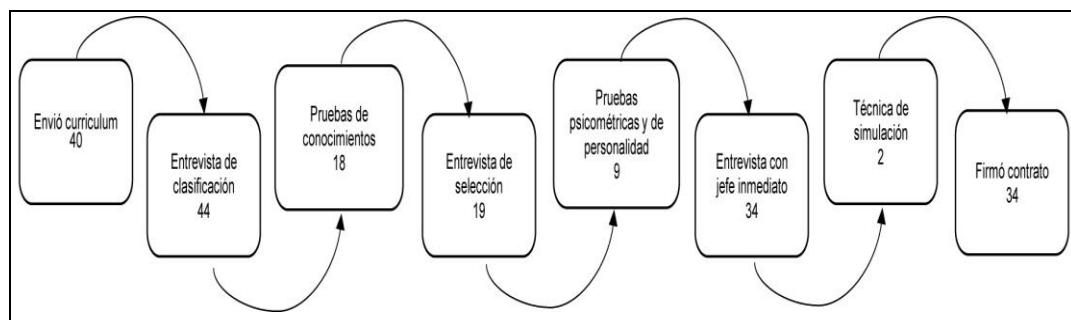 Envió curriculum
40
Entrevista de
clasificación
44
Pruebas de
conocimientos
18
Entrevista de
selección
19
Pruebas
psicométricas y de
personalidad
9
Entrevista con
jefe inmediato
34
Técnica de
simulación
2
Firmó contrato
34